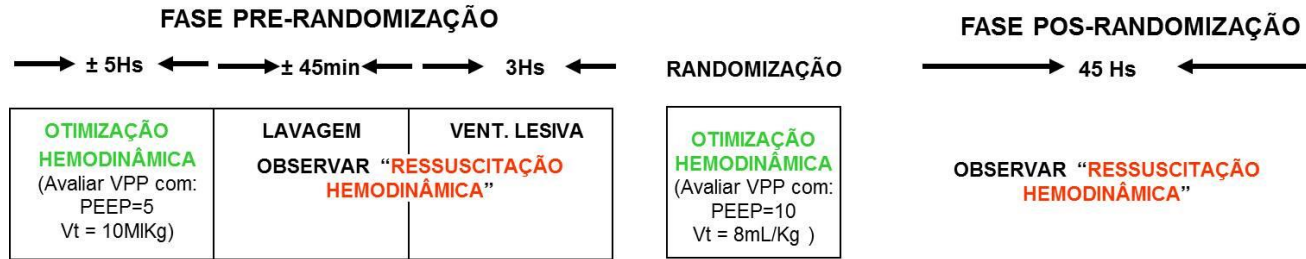 FASE PRE-RANDOMIZAÇÃO
± 5Hs
± 45min
3Hs
OTIMIZAÇÃO
HEMODINÂMICA
(Avaliar VPP com:
PEEP=5
Vt = 10MlKg)
LAVAGEM
VENT. LESIVA
OBSERVAR “RESSUSCITAÇÃO
HEMODINÂMICA”
RANDOMIZAÇÃO
OTIMIZAÇÃO
HEMODINÂMICA
(Avaliar VPP com:
PEEP=10
Vt = 8mL/Kg )
FASE POS-RANDOMIZAÇÃO
45 Hs
OBSERVAR “RESSUSCITAÇÃO
HEMODINÂMICA”